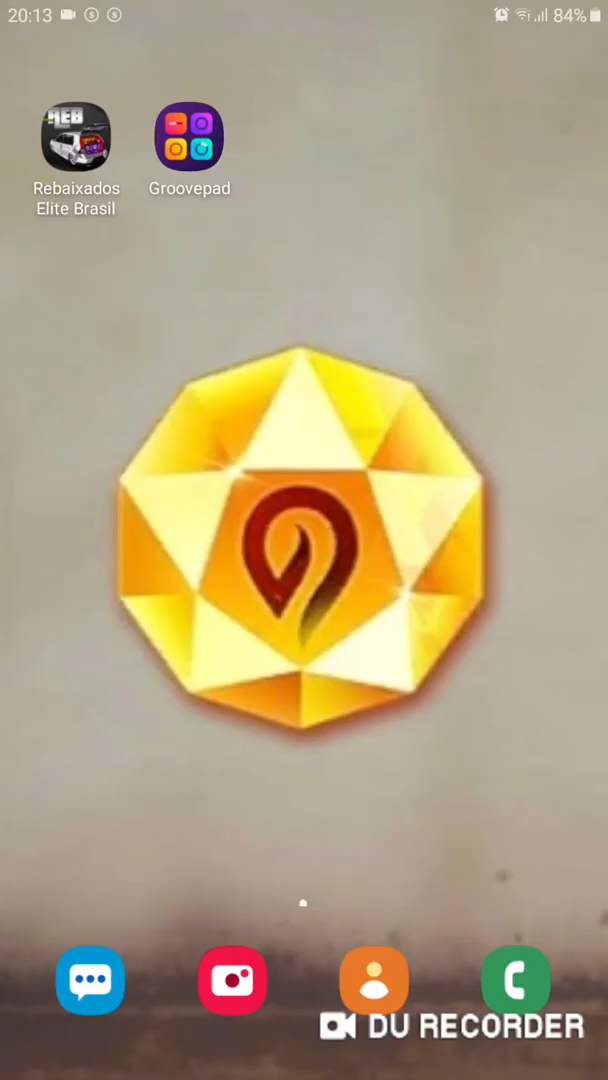 20:13
84%
REB
Rebaixados
Elite Brasil
Groovepad
DU RECORDER